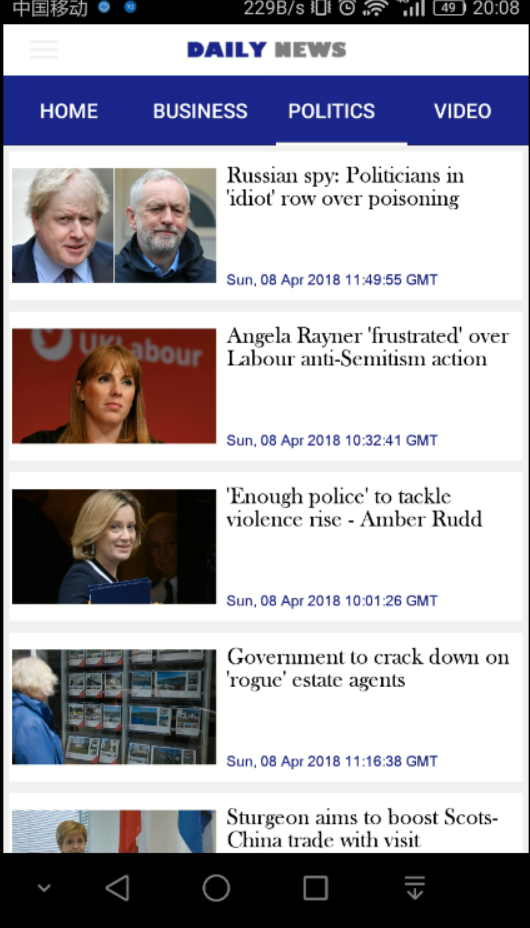 中国移动 229B/s 49 20:08
DAILY NEWS
HOME BUSINESS POLITICS VIDEO
Russian spy: Politicians in
'idiot' row over poisoning
Sun, 08 Apr 2018 11:49:55 GMT
UKLabour
Angela Rayner 'frustrated' over
Labour anti-Semitism action
Sun, 08 Apr 2018 10:32:41 GMT
'Enough police' to tackle
violence rise - Amber Rudd
Sun, 08 Apr 2018 10:01:26 GMT
Government to crack down on
'rogue' estate agents
Sun, 08 Apr 2018 11:16:38 GMT
Sturgeon aims to boost Scots-
China trade with visit